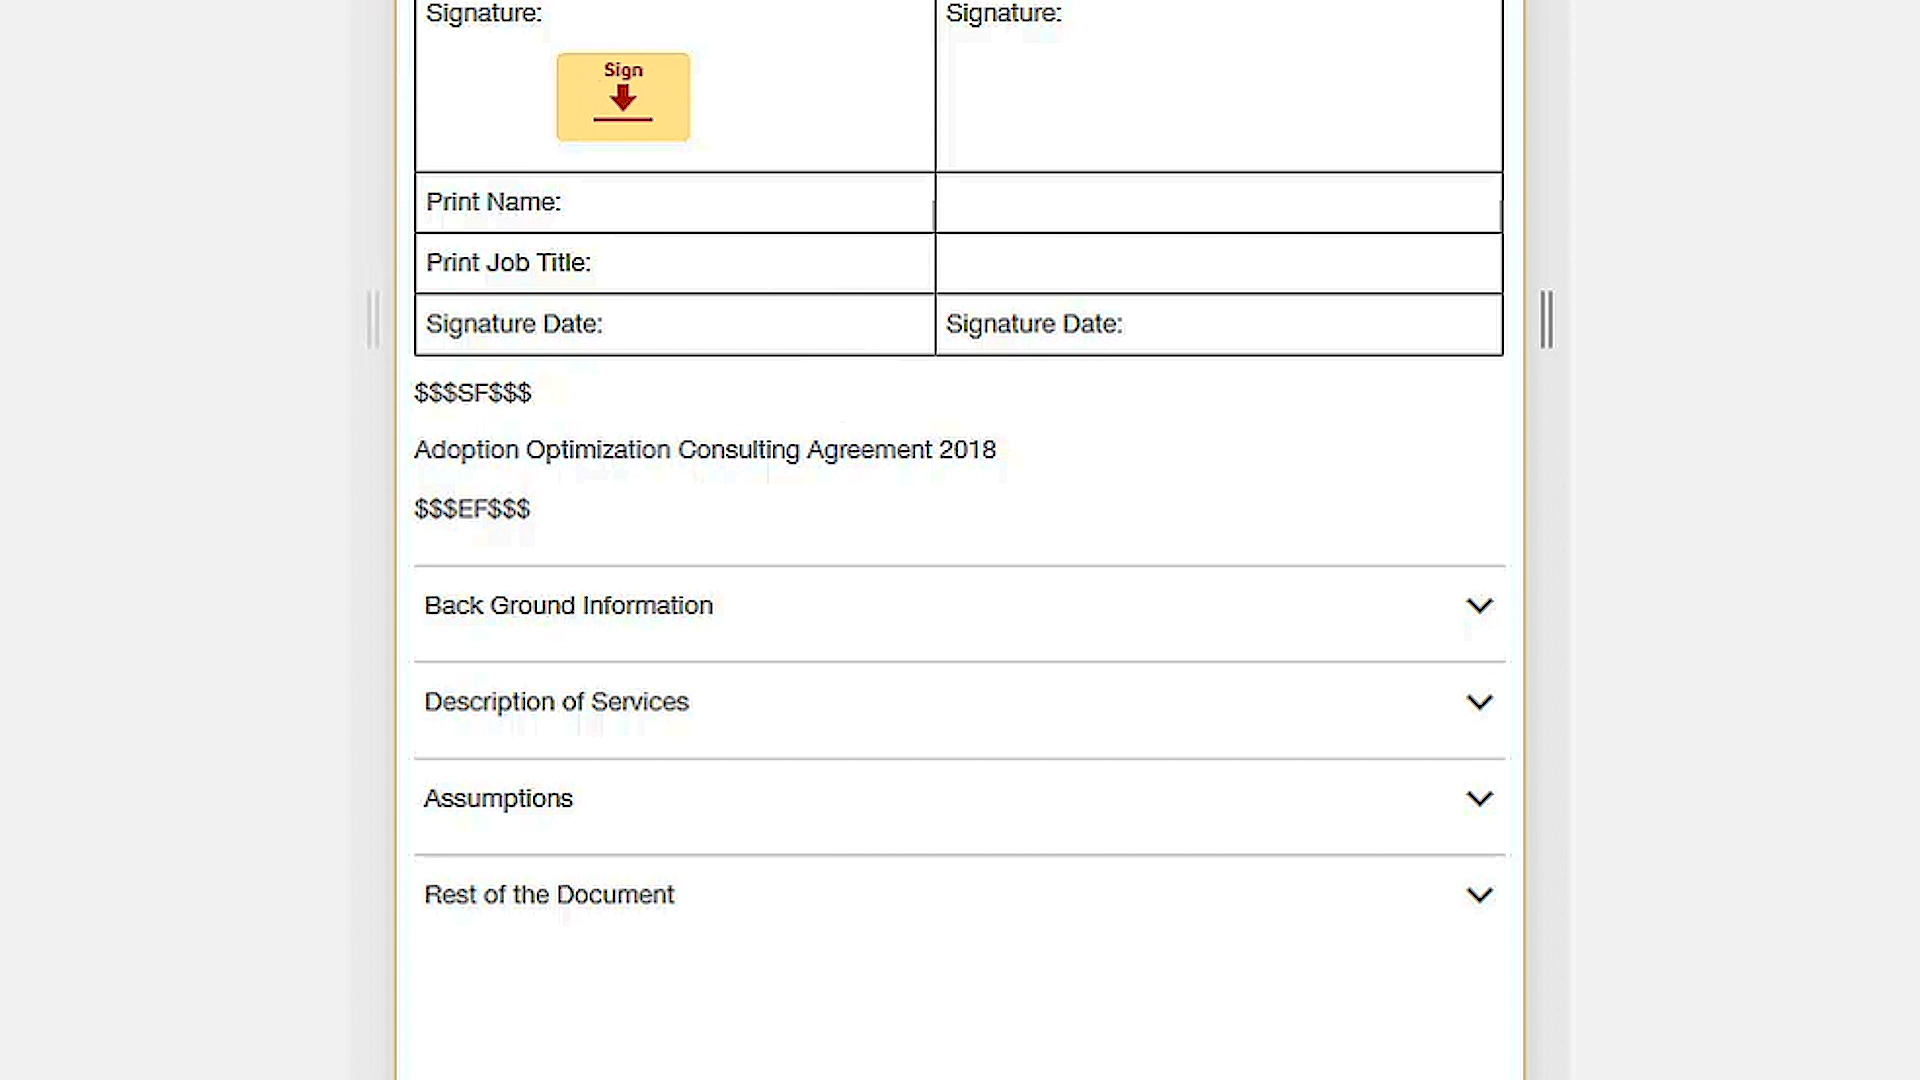 Signature: Signature:
Sign
Print Name:
Print Job Title:
Signature Date: Signature Date:
$$$SF$$$
Adoption Optimization Consulting Agreement 2018
$$$EF$$$
Back Ground Information
Description of Services
Assumptions
Rest of the Document